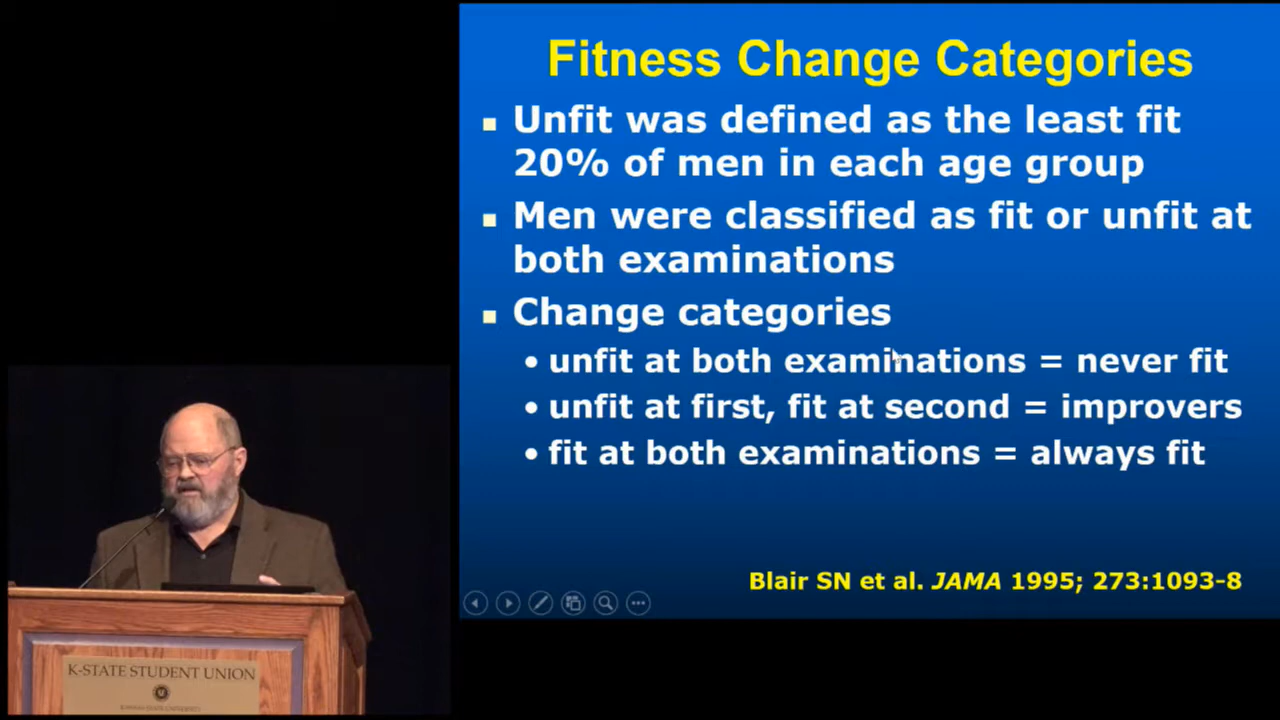 Fitness Change Categories
Unfit was defined as the least fit
20% of men in each age group
Men were classified as fit or unfit at
both examinations
Change categories
• unfit at both examinations = never fit
• unfit at first, fit at second = improvers
• fit at both examinations = always fit
Blair SN et al. JAMA 1995; 273:1093-8
K-STATE STUDENT UNION
KANSAS STATE UNIVERSITY